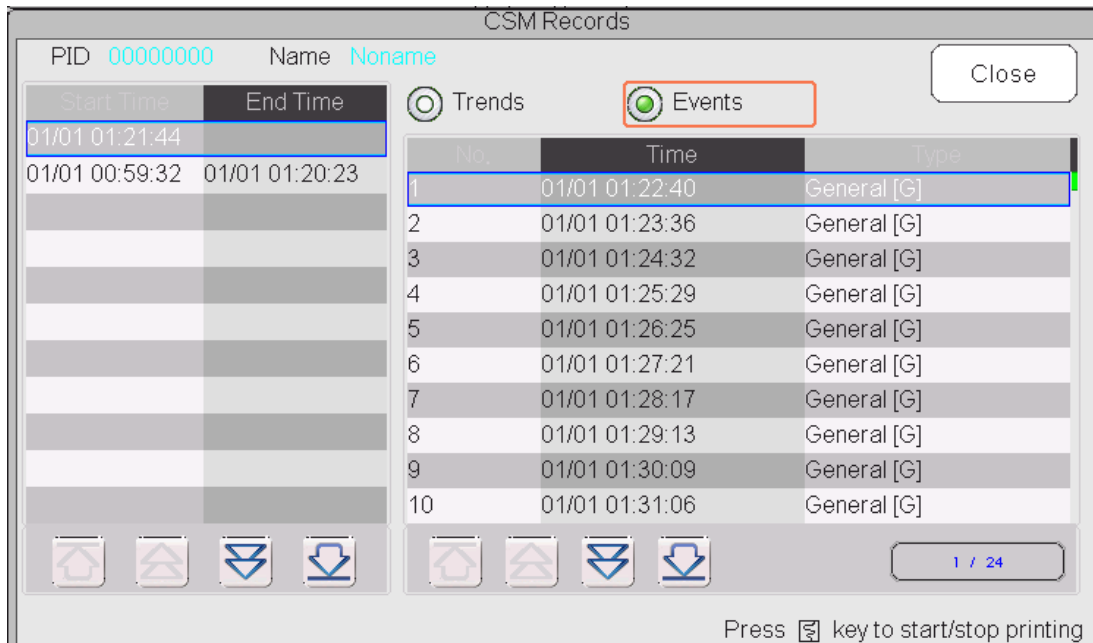 CSM Records
PID 00000000 Name Noname
Close
Start Time End Time
01/01 01:21:44
01/01 00:59:32 01/01 01:20:23
Trends Events
No. Time Type
1 01/01 01:22:40 General [G]
2 01/01 01:23:36 General [G]
3 01/01 01:24:32 General [G]
4 01/01 01:25:29 General [G]
5 01/01 01:26:25 General [G]
6 01/01 01:27:21 General [G]
7 01/01 01:28:17 General [G]
8 01/01 01:29:13 General [G]
9 01/01 01:30:09 General [G]
10 01/01 01:31:06 General [G]
1 / 24
Press key to start/stop printing